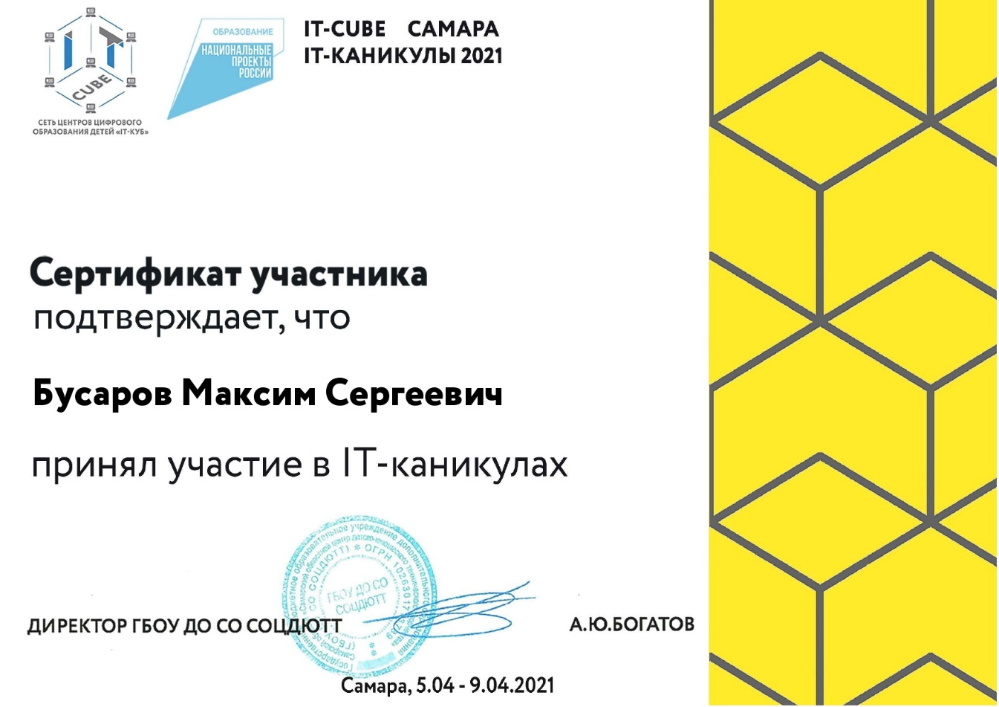 IT
CUBE
СЕТЬ ЦЕНТРОВ ЦИФРОВОГО
ОБРАЗОВАНИЯ ДЕТЕЙ «IT-КУБ»
ОБРАЗОВАНИЕ
НАЦИОНАЛЬНЫЕ
ПРОЕКТЫ
РОССИИ
IT-CUBE САМАРА
IT-КАНИКУЛЫ 2021
Сертификат участника
подтверждает, что
Бусаров Максим Сергеевич
принял участие в IT-каникулах
ГБОУ ДО СО
СОЦДЮТТ
ДИРЕКТОР ГБОУ ДО СО СОЦДЮТТ
А.Ю.БОГАТОВ
Самара, 5.04 - 9.04.2021